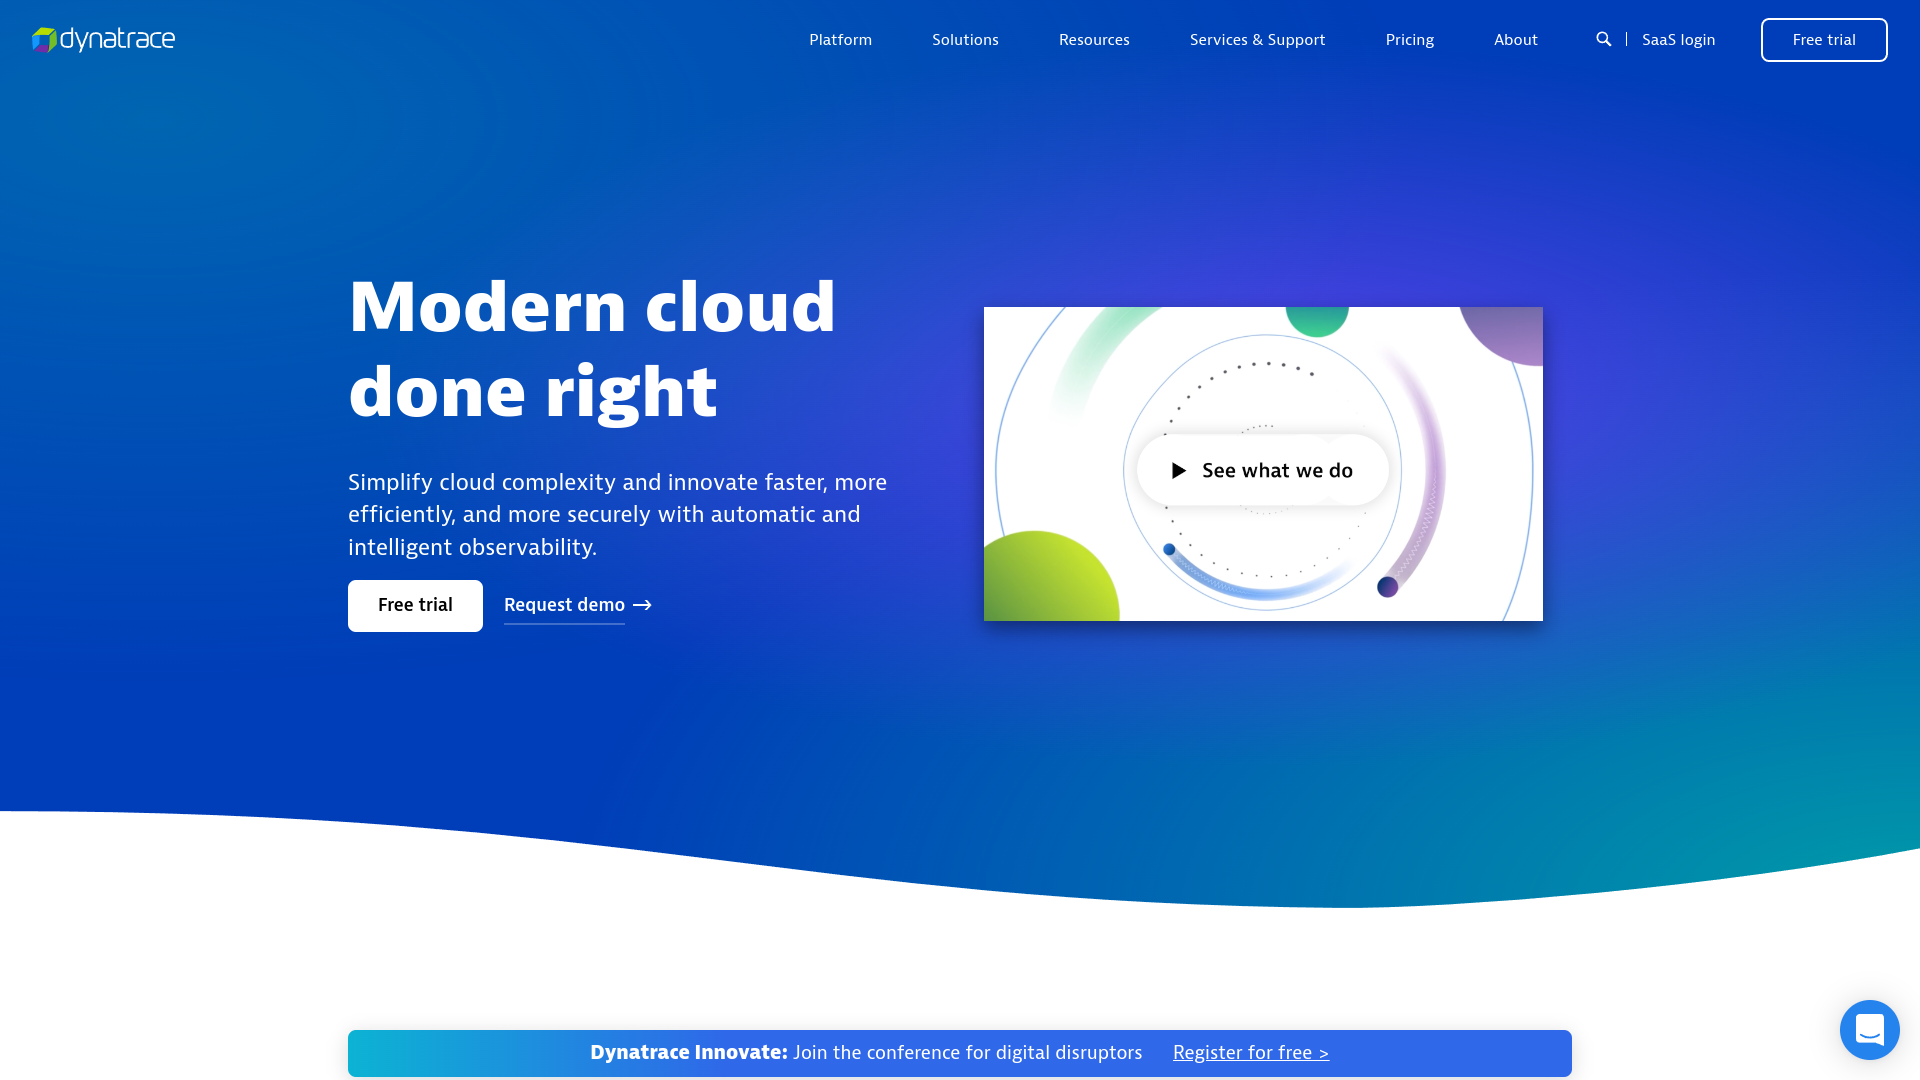 dynatrace
Platform
Solutions
Resources
Services & Support
Pricing
About
SaaS login
Free trial
Modern cloud
done right
Simplify cloud complexity and innovate faster, more
efficiently, and more securely with automatic and
intelligent observability.
Free trial
Request demo
See what we do
Dynatrace Innovate: Join the conference for digital disruptors
Register for free >